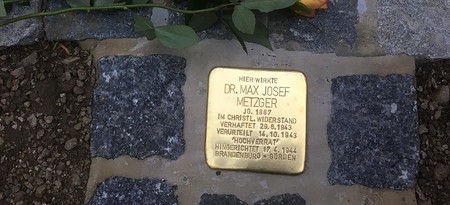 HIER WIRKTE
DR. MAX JOSEF
METZGER
JG. 1887
IM CHRISTL. WIDERSTAND
VERHAFTET 29.6.1943
VERURTEILT 14.10.1943
"HOCHVERRAT"
HINGERICHTET 17.4.1944
BRANDENBURG - GÖRDEN